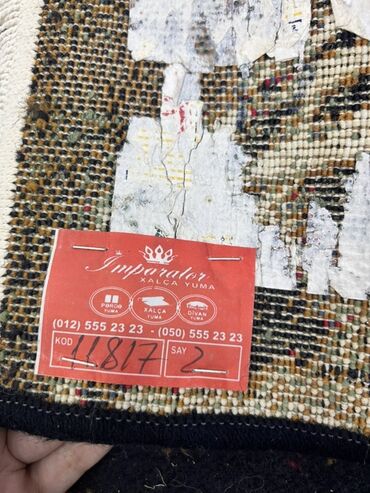 Imparator
XALÇA YUMA
PƏRDƏ YUMA
XALÇA YUMA
DİVAN YUMA
(012) 555 23 23 - (050) 555 23 23
KOD 11817 SAY 2